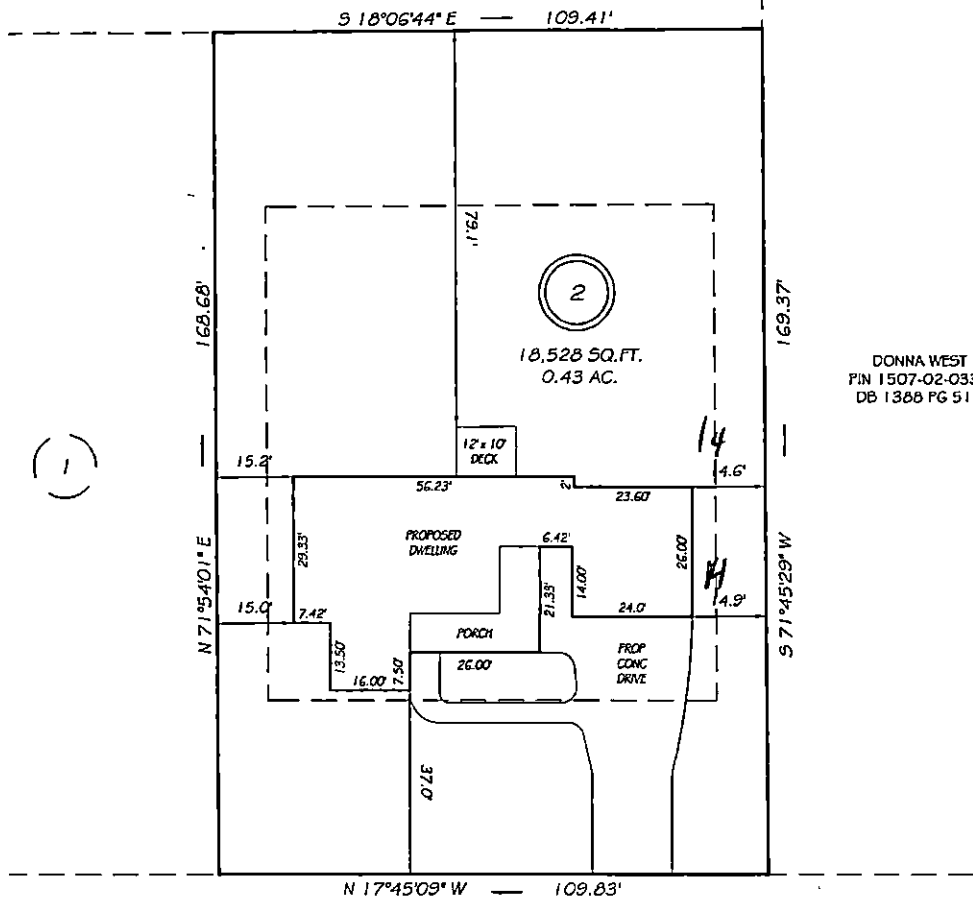 S 18°06'44" E — 109.41'
168.68'
79.1'
2
169.37'
18,528 SQ.FT.
0.43 AC.
DONNA WEST
PIN 1507-02-033
DB 1388 PG 51
1
14
15.2'
12' x 10'
DECK
4.6'
56.23'
2'
23.60'
PROPOSED
DWELLING
6.42'
29.33'
26.00'
14.00'
21.33'
N 71°54'01" E
S 71°45'29" W
15.0'
7.42'
24.0'
4.9'
PORCH
13.50'
7.50'
26.00'
PROP
CONC
DRIVE
16.00'
37.0'
N 17°45'09" W — 109.83'